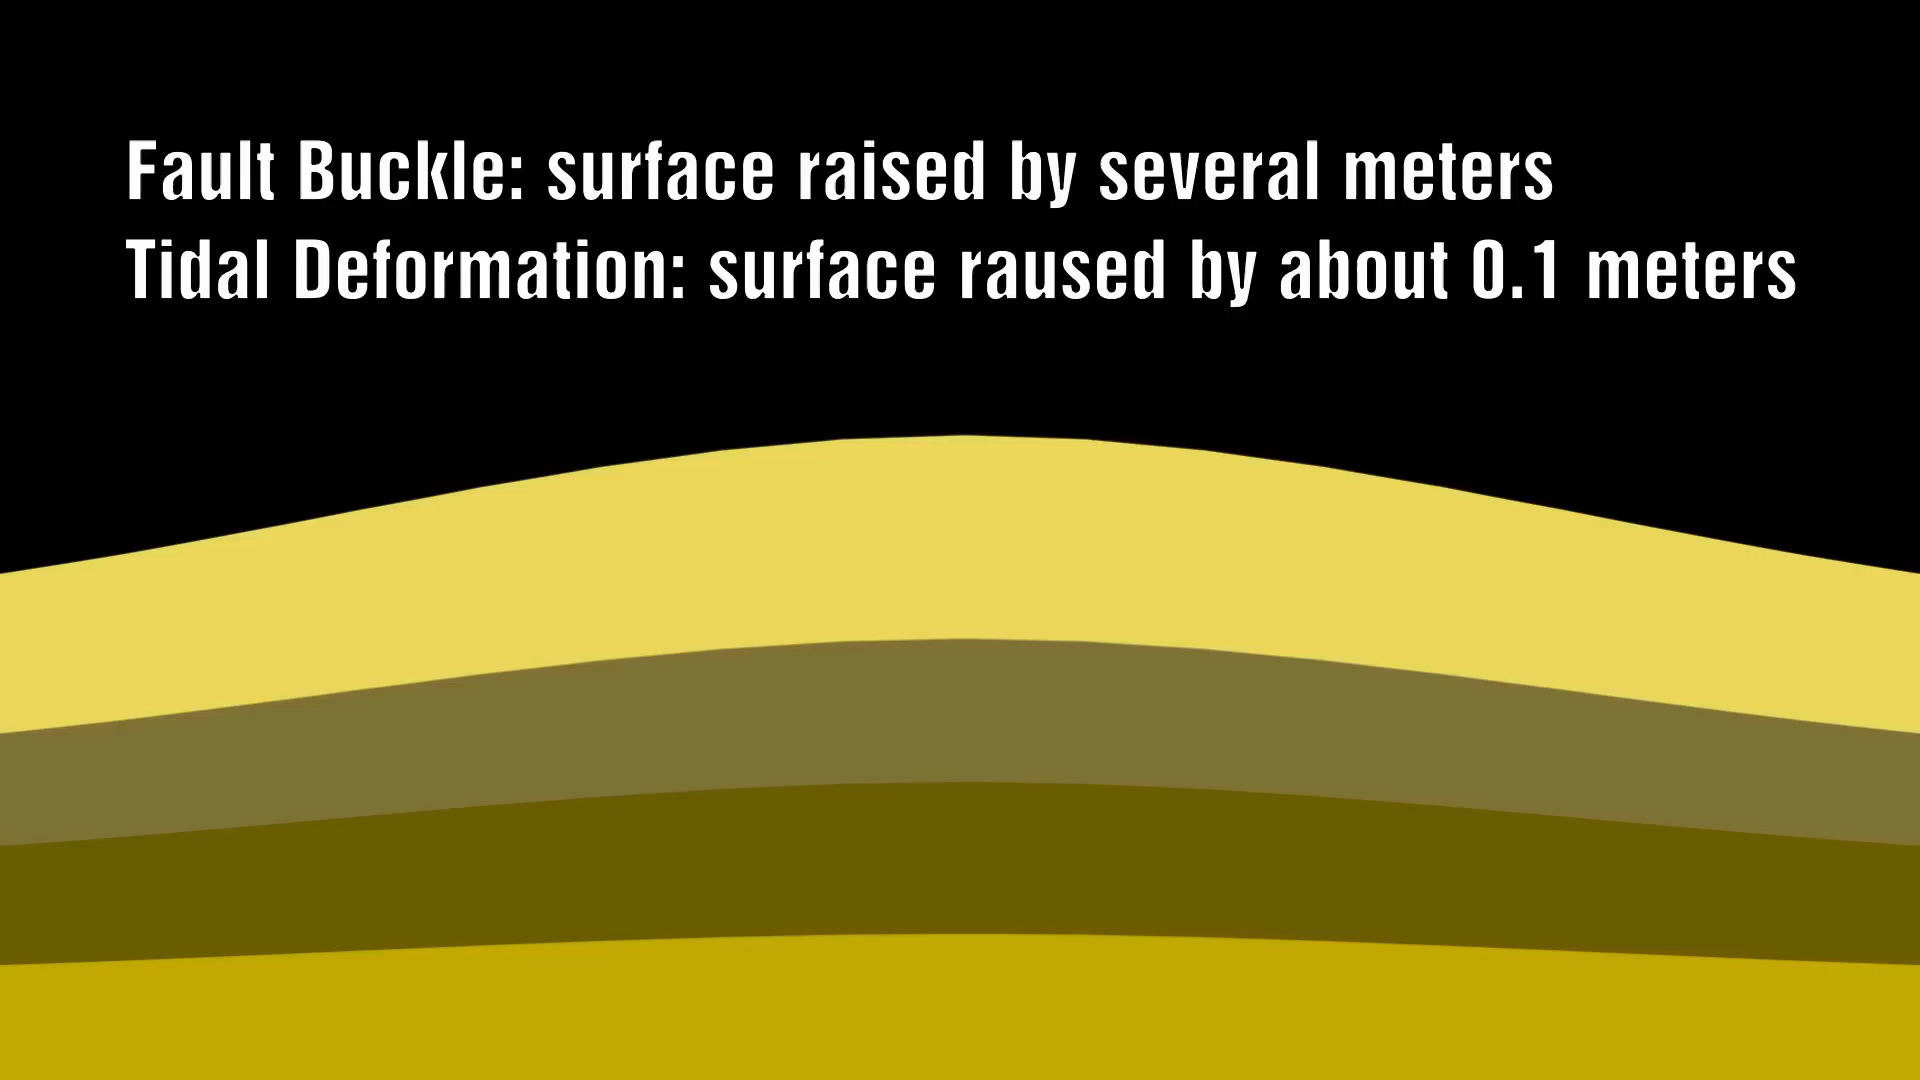 Fault Buckle: surface raised by several meters
Tidal Deformation: surface raused by about 0.1 meters